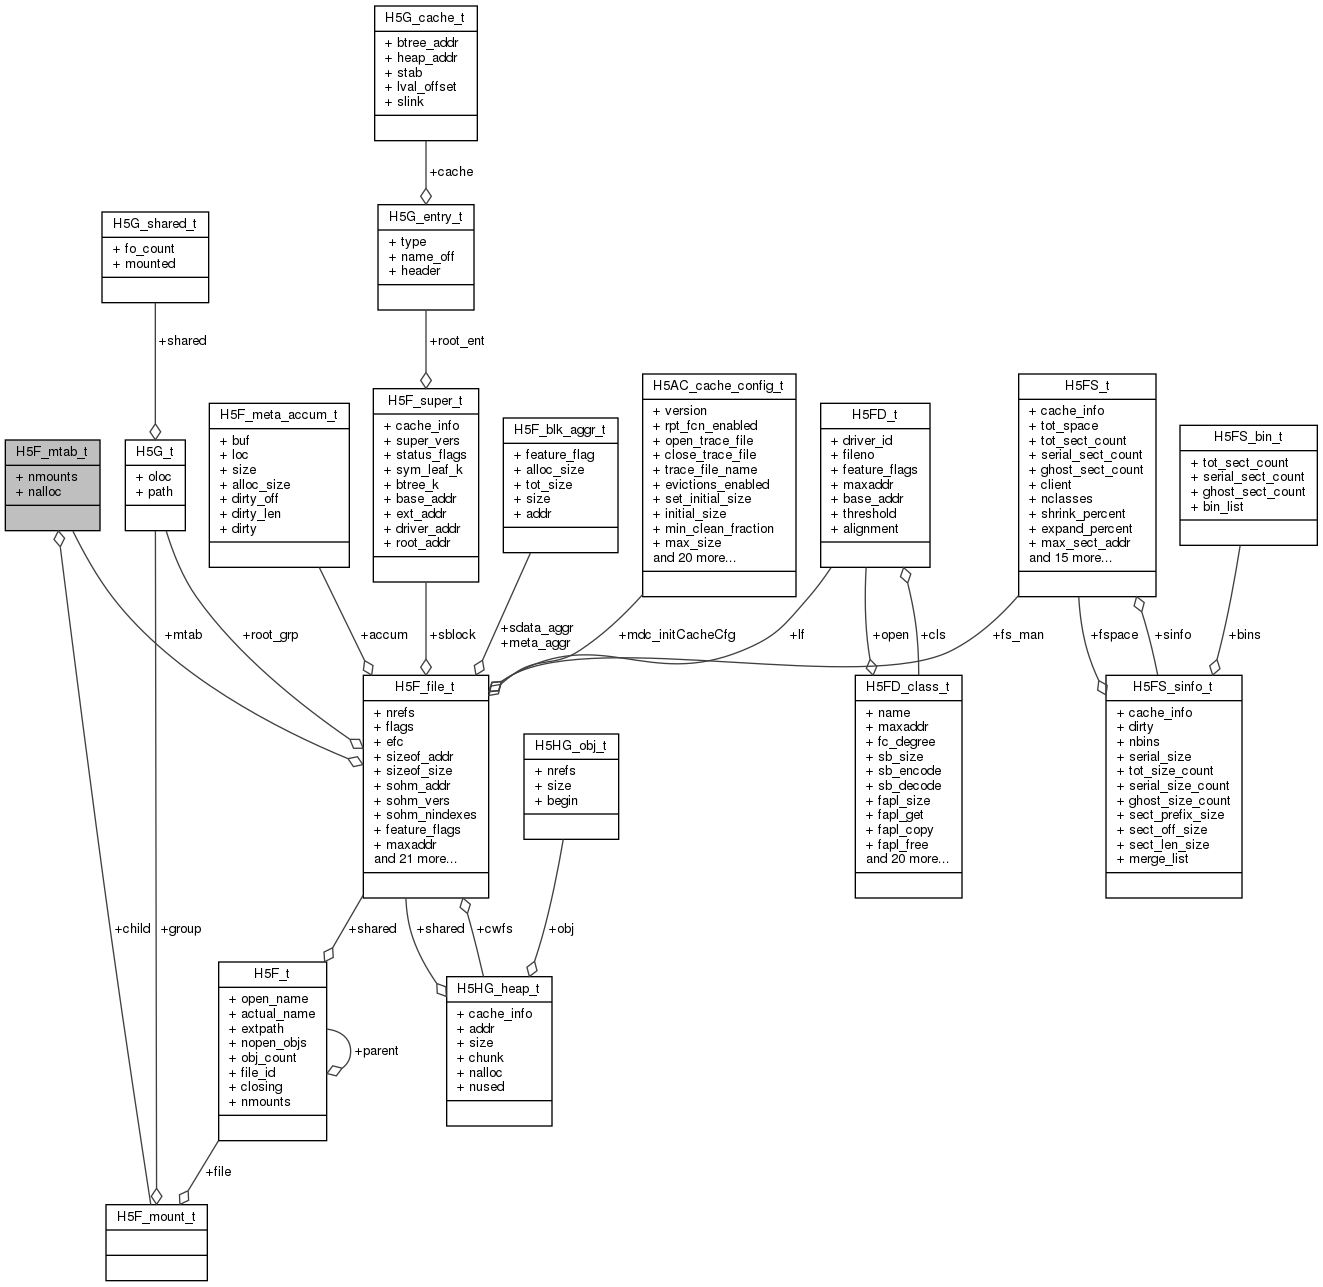 H5G_cache_t
+ btree_addr
+ heap_addr
+ stab
+ lval_offset
+ slink
+cache
H5G_entry_t
+ type
+ name_off
+ header
H5G_shared_t
+ fo_count
+ mounted
+shared
+root_ent
H5F_mtab_t
+ nmounts
+ nalloc
H5G_t
+ oloc
+ path
H5F_meta_accum_t
+ buf
+ loc
+ size
+ alloc_size
+ dirty_off
+ dirty_len
+ dirty
H5F_super_t
+ cache_info
+ super_vers
+ status_flags
+ sym_leaf_k
+ btree_k
+ base_addr
+ ext_addr
+ driver_addr
+ root_addr
H5F_blk_aggr_t
+ feature_flag
+ alloc_size
+ tot_size
+ size
+ addr
H5AC_cache_config_t
+ version
+ rpt_fcn_enabled
+ open_trace_file
+ close_trace_file
+ trace_file_name
+ evictions_enabled
+ set_initial_size
+ initial_size
+ min_clean_fraction
+ max_size
and 20 more...
H5FD_t
+ driver_id
+ fileno
+ feature_flags
+ maxaddr
+ base_addr
+ threshold
+ alignment
H5FS_t
+ cache_info
+ tot_space
+ tot_sect_count
+ serial_sect_count
+ ghost_sect_count
+ client
+ nclasses
+ shrink_percent
+ expand_percent
+ max_sect_addr
and 15 more...
H5FS_bin_t
+ tot_sect_count
+ serial_sect_count
+ ghost_sect_count
+ bin_list
+mtab
+root_grp
+accum
+sblock
+sdata_aggr
+meta_aggr
+mdc_initCacheCfg
+lf
+open
+cls
+fs_man
+fspace
+sinfo
+bins
H5F_file_t
+ nrefs
+ flags
+ efc
+ sizeof_addr
+ sizeof_size
+ sohm_addr
+ sohm_vers
+ sohm_nindexes
+ feature_flags
+ maxaddr
and 21 more...
H5HG_obj_t
+ nrefs
+ size
+ begin
H5FD_class_t
+ name
+ maxaddr
+ fc_degree
+ sb_size
+ sb_encode
+ sb_decode
+ fapl_size
+ fapl_get
+ fapl_copy
+ fapl_free
and 20 more...
H5FS_sinfo_t
+ cache_info
+ dirty
+ nbins
+ serial_size
+ tot_size_count
+ serial_size_count
+ ghost_size_count
+ sect_prefix_size
+ sect_off_size
+ sect_len_size
+ merge_list
+child
+group
+shared
+shared
+cwfs
+obj
H5F_t
+ open_name
+ actual_name
+ extpath
+ nopen_objs
+ obj_count
+ file_id
+ closing
+ nmounts
+parent
H5HG_heap_t
+ cache_info
+ addr
+ size
+ chunk
+ nalloc
+ nused
+file
H5F_mount_t